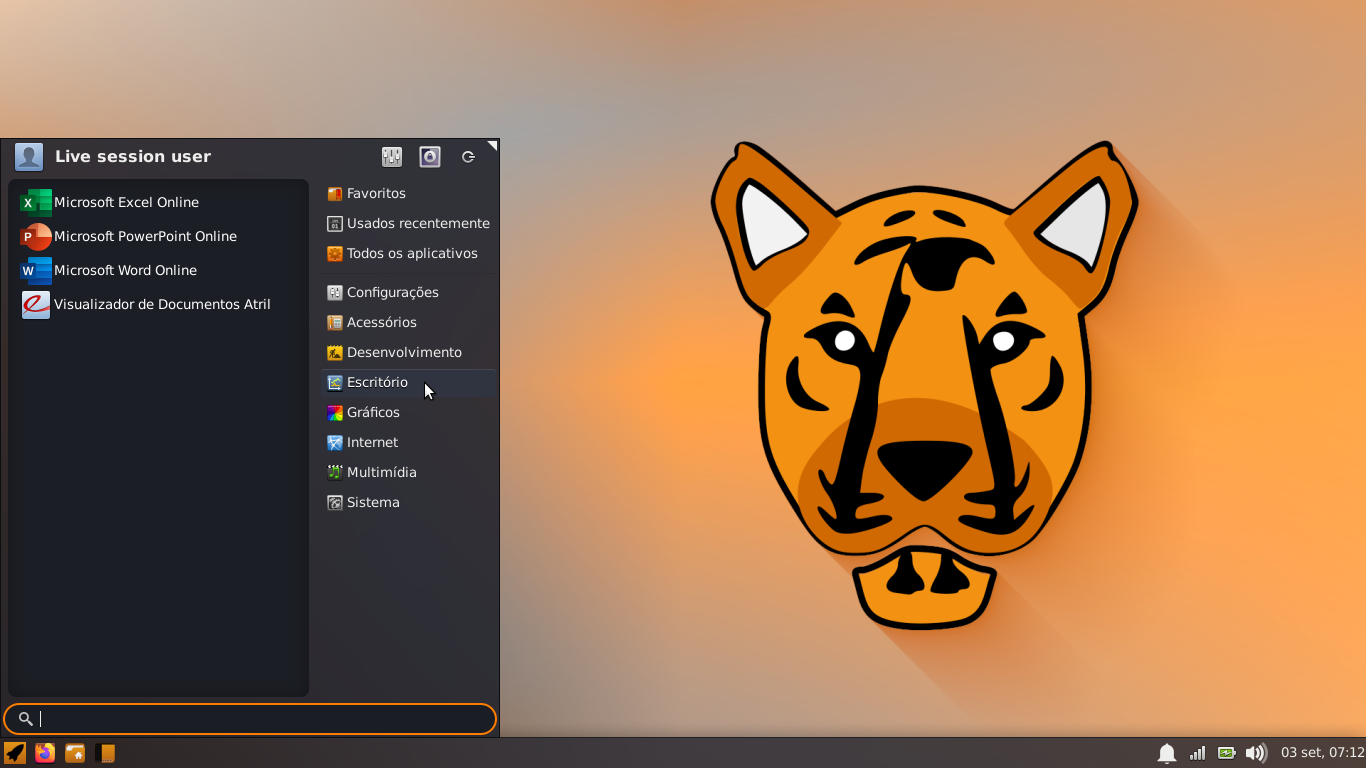 Live session user
Microsoft Excel Online
Microsoft PowerPoint Online
Microsoft Word Online
Visualizador de Documentos Atril
Favoritos
Usados recentemente
Todos os aplicativos
Configurações
Acessórios
Desenvolvimento
Escritório
Gráficos
Internet
Multimídia
Sistema
03 set, 07:12